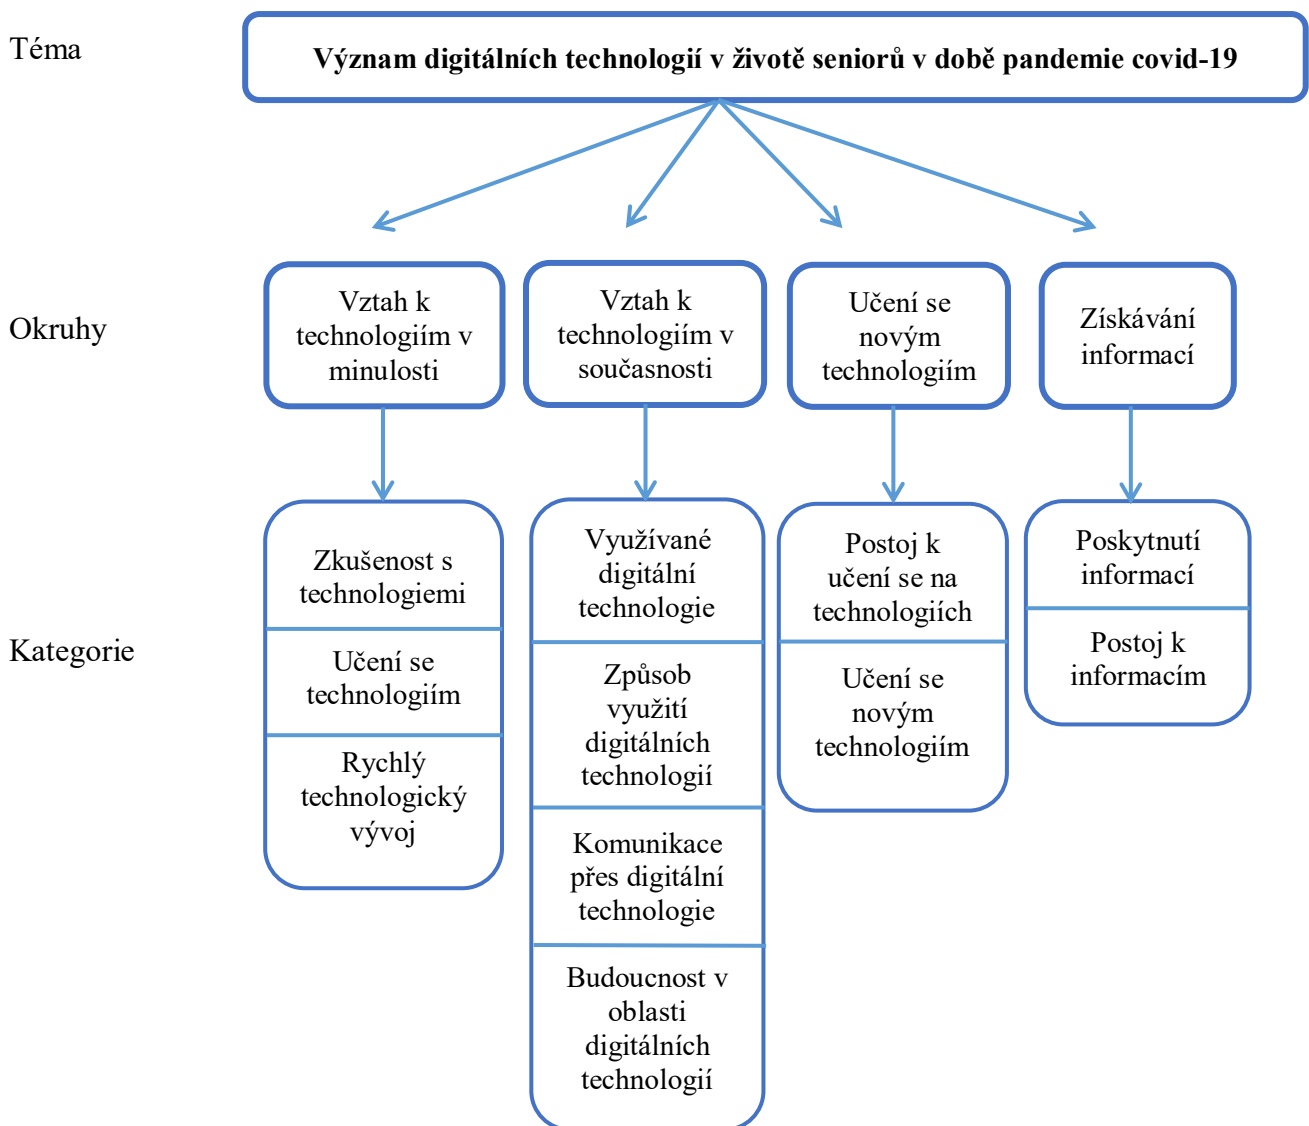 Téma
Význam digitálních technologií v životě seniorů v době pandemie covid-19
Okruhy
Vztah k
technologiím v
minulosti
Vztah k
technologiím v
současnosti
Učení se
novým
technologiím
Získávání
informací
Kategorie
Zkušenost s
technologiemi
Učení se
technologiím
Rychlý
technologický
vývoj
Využívané
digitální
technologie
Způsob
využití
digitálních
technologií
Komunikace
přes digitální
technologie
Budoucnost v
oblasti
digitálních
technologií
Postoj k
učení se na
technologiích
Učení se
novým
technologiím
Poskytnutí
informací
Postoj k
informacím